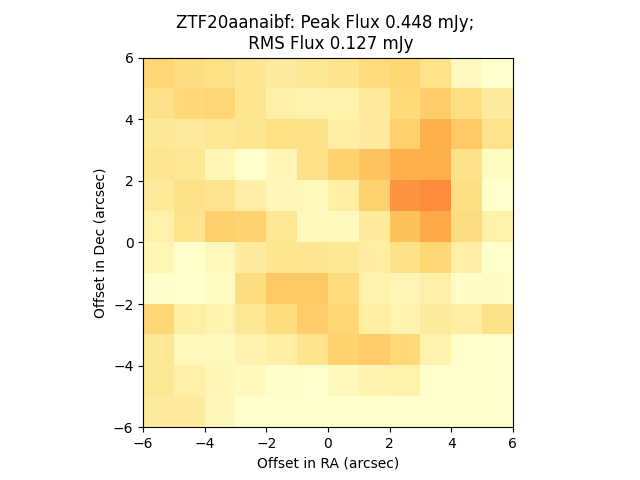 ZTF20aanaibf: Peak Flux 0.448 mJy;
RMS Flux 0.127 mJy
6
4
2
0
−2
−4
−6
Offset in Dec (arcsec)
−6 −4 −2 0 2 4 6
Offset in RA (arcsec)